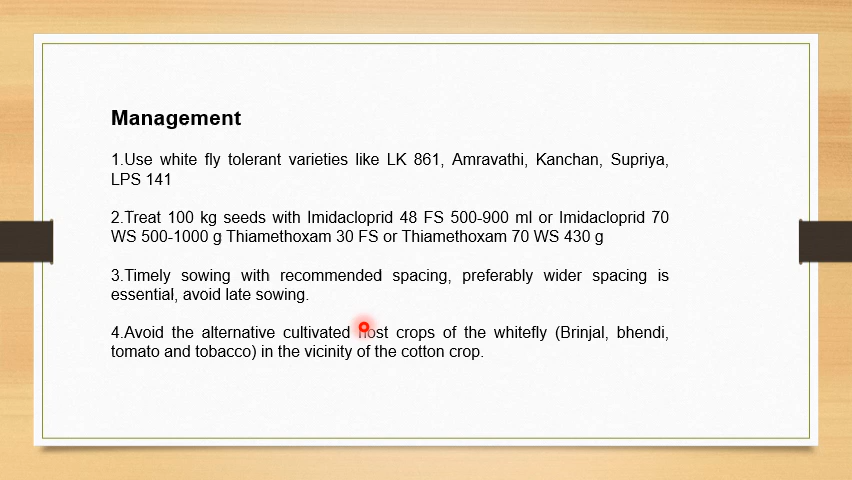 Management
1.Use white fly tolerant varieties like LK 861, Amravathi, Kanchan, Supriya,
LPS 141
2.Treat 100 kg seeds with Imidacloprid 48 FS 500-900 ml or Imidacloprid 70
WS 500-1000 g Thiamethoxam 30 FS or Thiamethoxam 70 WS 430 g
3.Timely sowing with recommended spacing, preferably wider spacing is
essential, avoid late sowing.
4.Avoid the alternative cultivated host crops of the whitefly (Brinjal, bhendi,
tomato and tobacco) in the vicinity of the cotton crop.